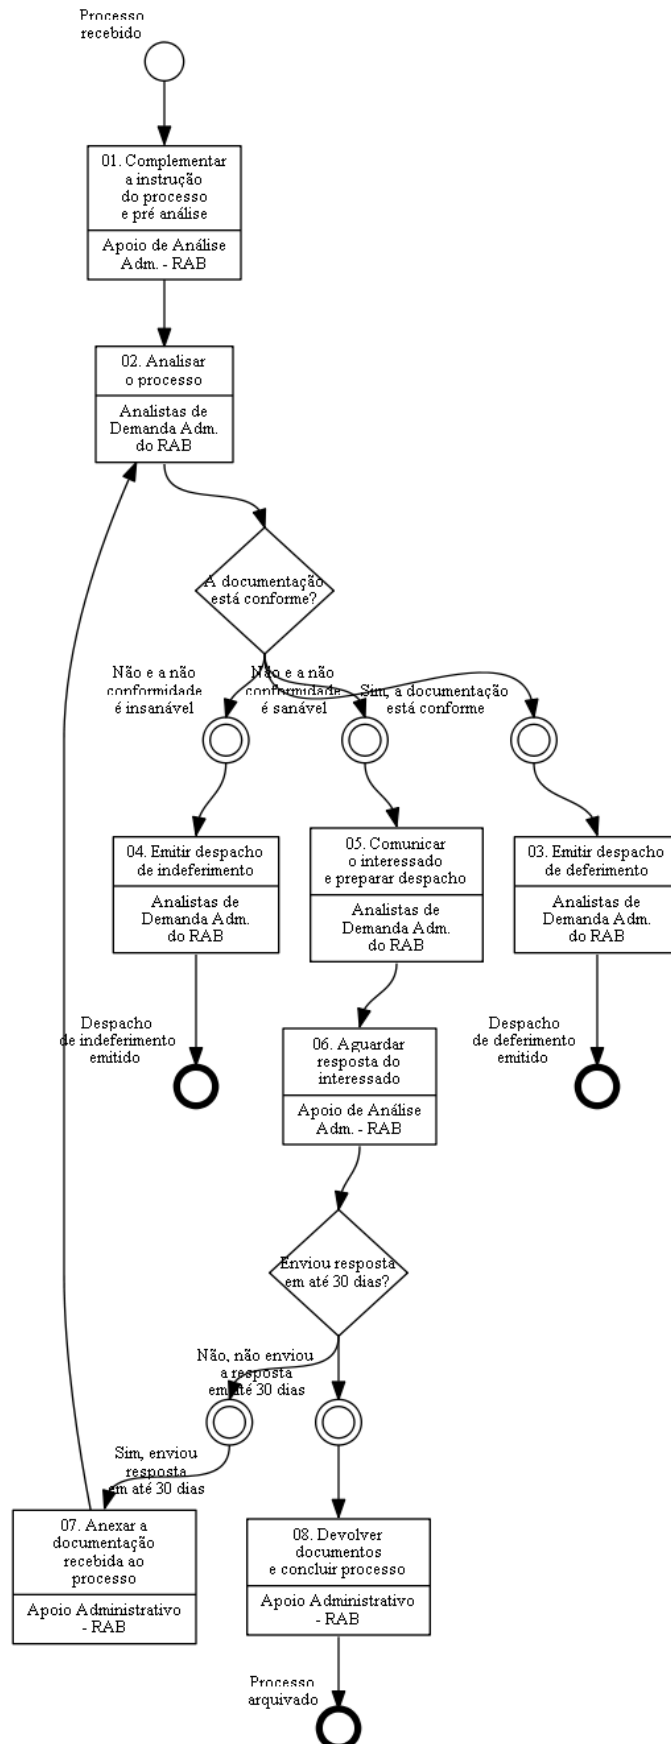 Processo
recebido
01. Complementar
a instrução
do processo
e pré análise
Apoio de Análise
Adm. - RAB
02. Analisar
o processo
Analistas de
Demanda Adm.
do RAB
A documentação
está conforme?
Não e a não
conformidade
é insanável
Não e a não
conformidade
é sanável
Sim, a documentação
está conforme
04. Emitir despacho
de indeferimento
Analistas de
Demanda Adm.
do RAB
05. Comunicar
o interessado
e preparar despacho
Analistas de
Demanda Adm.
do RAB
03. Emitir despacho
de deferimento
Analistas de
Demanda Adm.
do RAB
Despacho
de indeferimento
emitido
Despacho
de deferimento
emitido
06. Aguardar
resposta do
interessado
Apoio de Análise
Adm. - RAB
Enviou resposta
em até 30 dias?
Não, não enviou
a resposta
em até 30 dias
Sim, enviou
resposta
em até 30 dias
07. Anexar a
documentação
recebida ao
processo
Apoio Administrativo
- RAB
08. Devolver
documentos
e concluir processo
Apoio Administrativo
- RAB
Processo
arquivado